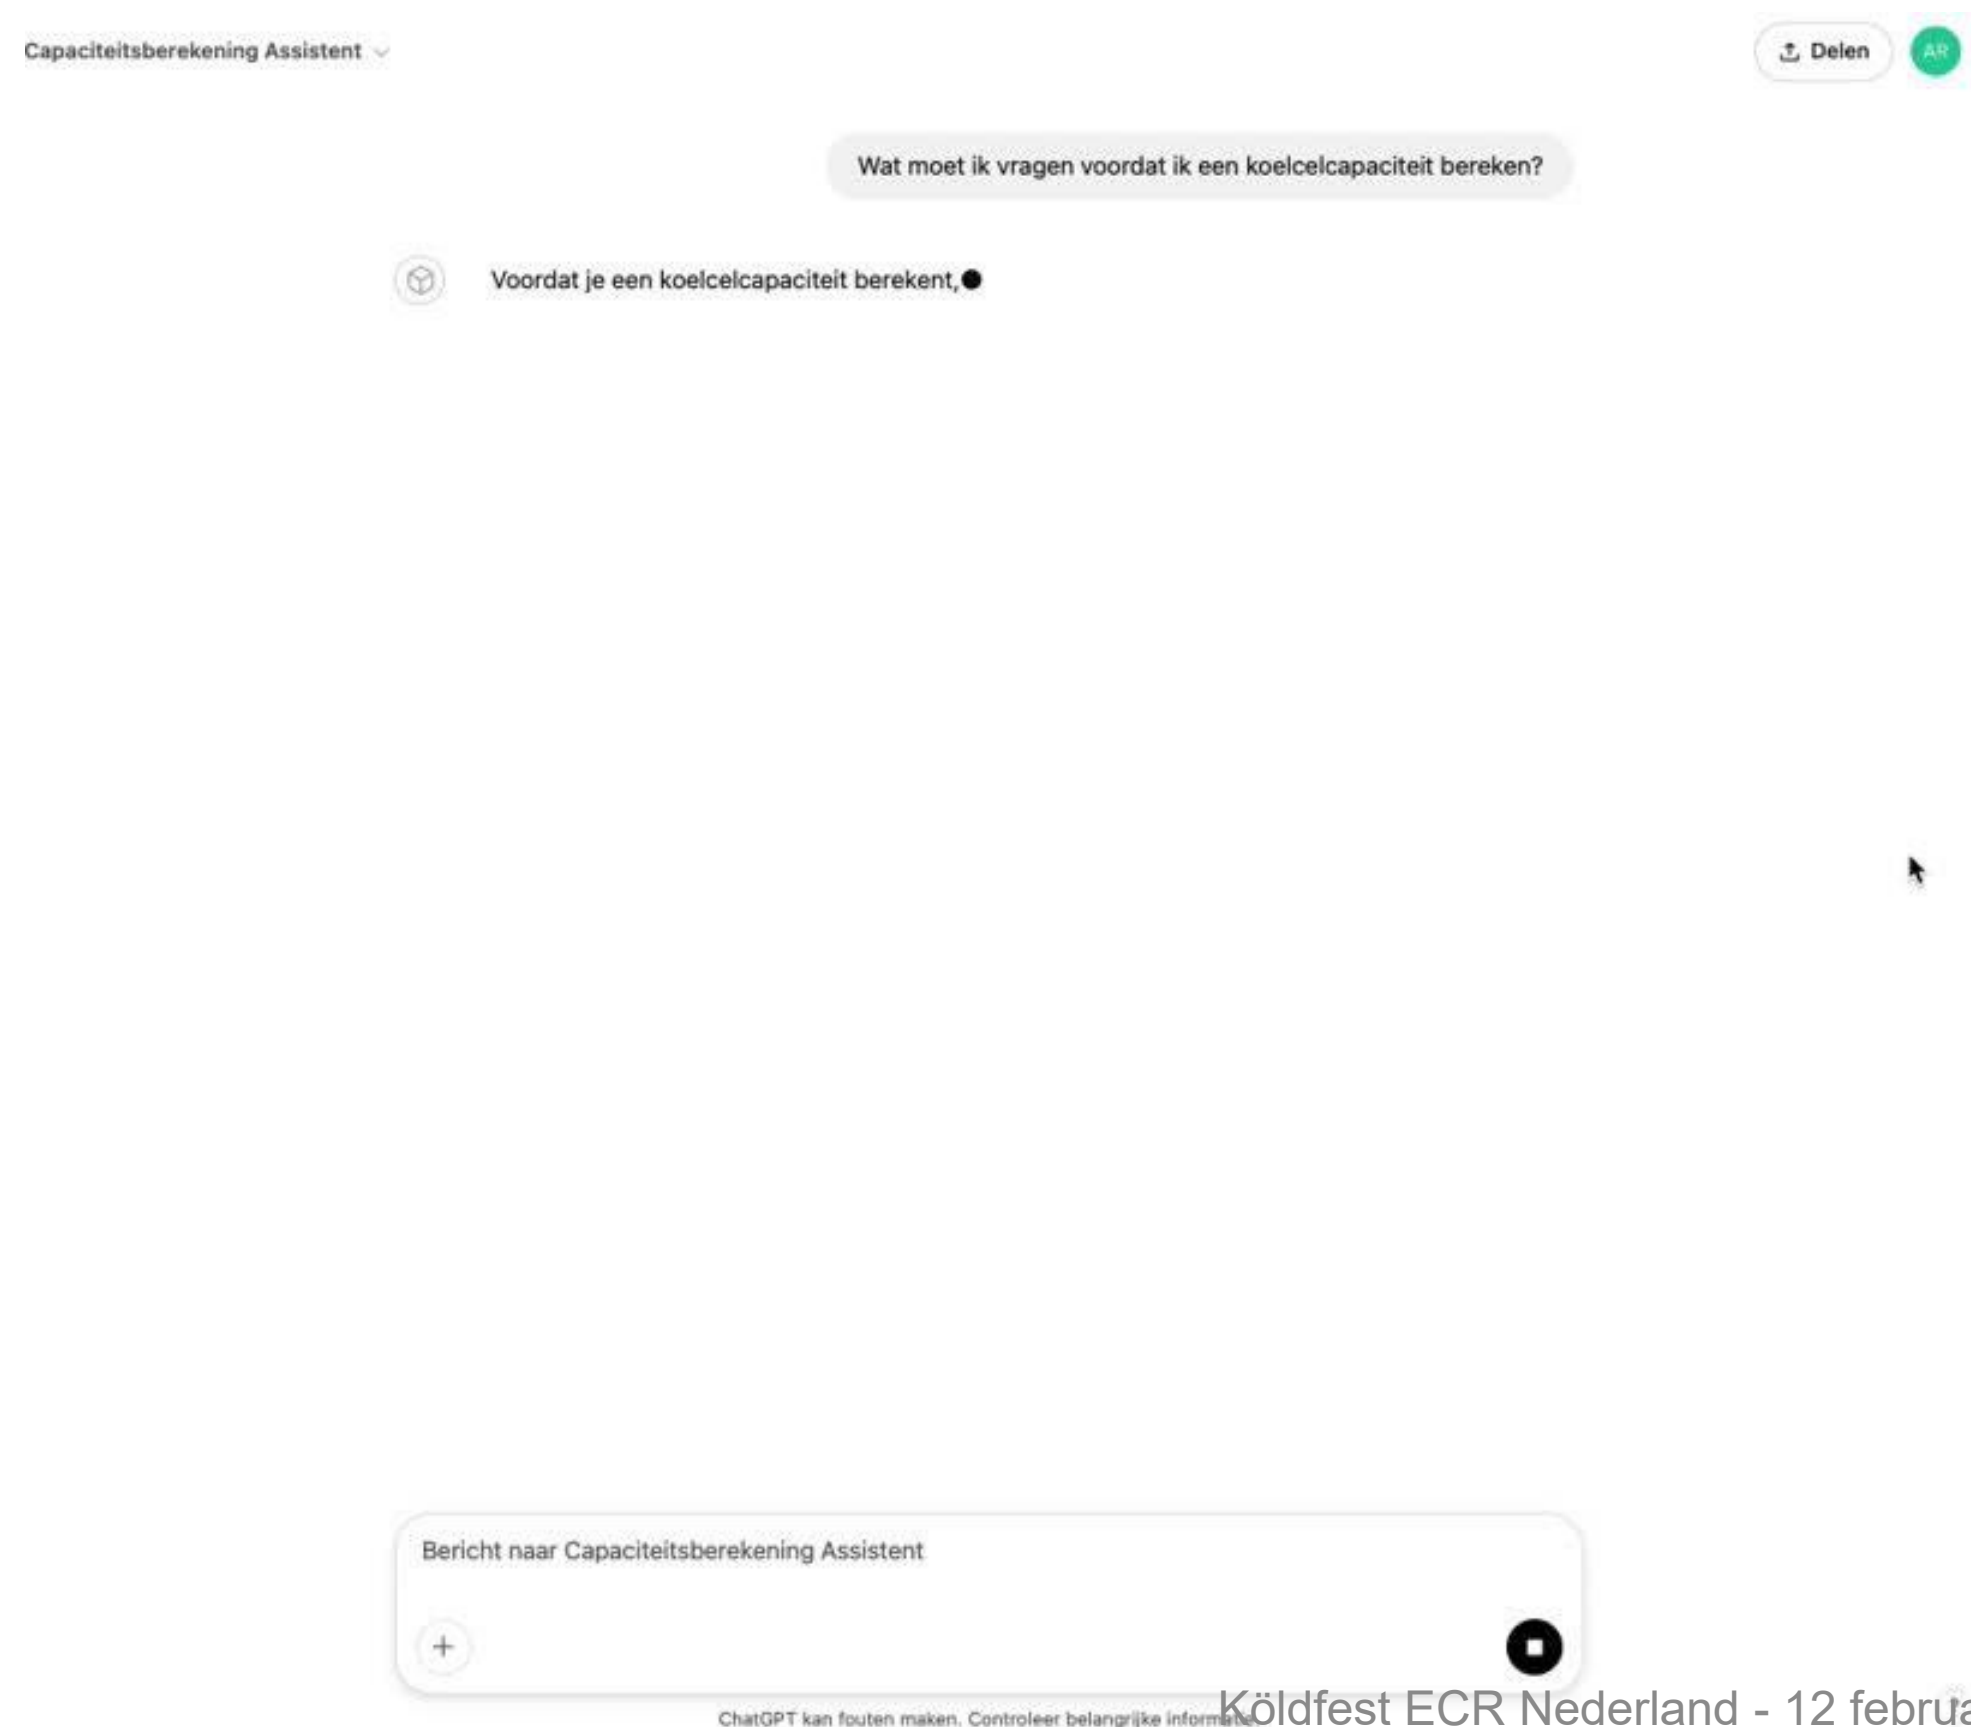 Capaciteitsberekening Assistent
Delen
AR
Wat moet ik vragen voordat ik een koelcelcapaciteit bereken?
Voordat je een koelcelcapaciteit berekent,
Bericht naar Capaciteitsberekening Assistent
ChatGPT kan fouten maken. Controleer belangrijke
Köldfest ECR Nederland - 12 februa